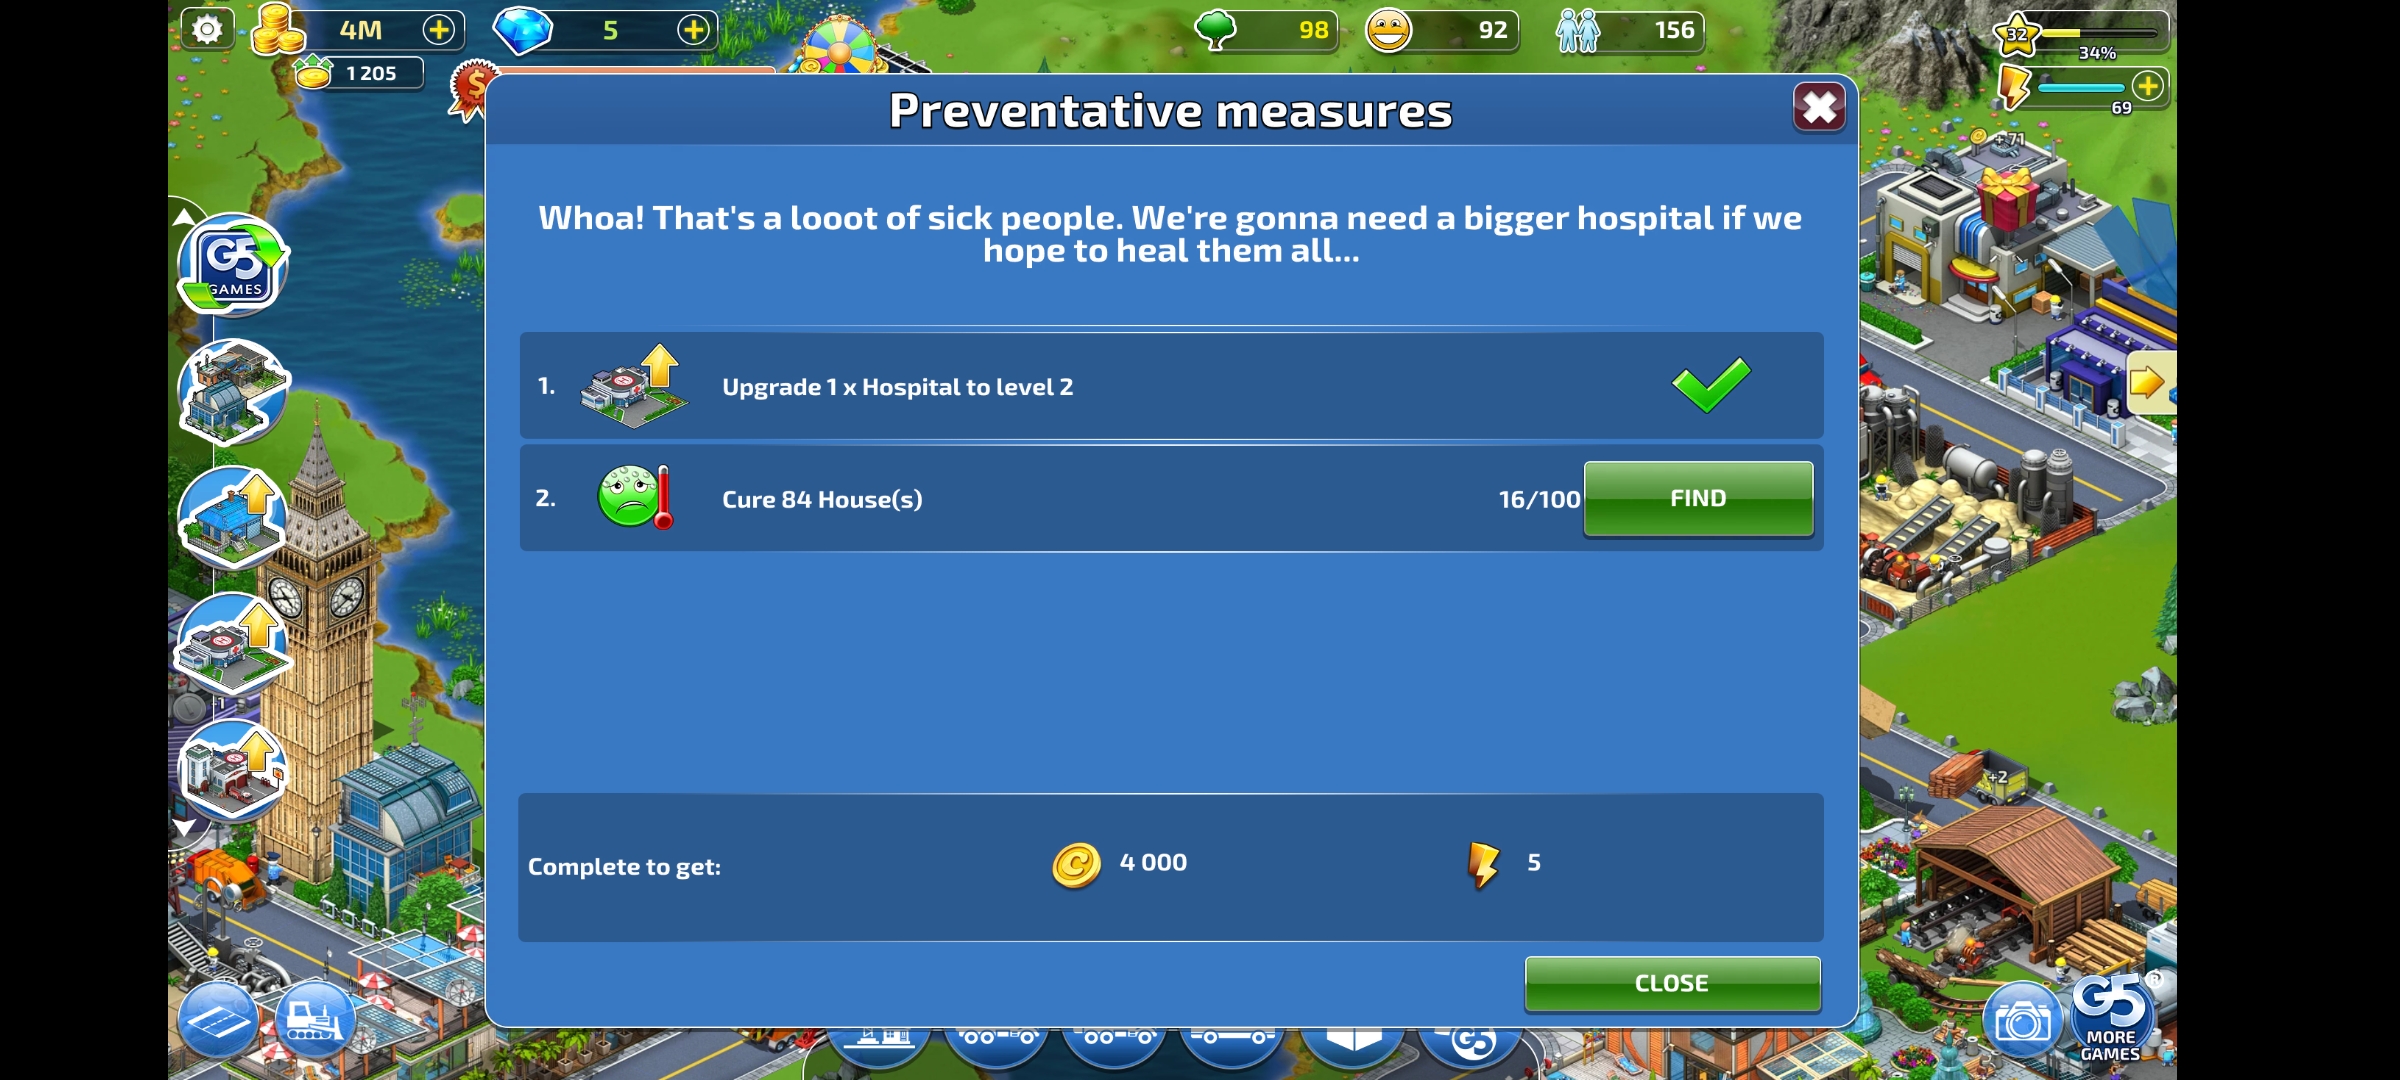 4M
5
98
92
156
32
34%
1 205
69
+71
Preventative measures
Whoa! That's a looot of sick people. We're gonna need a bigger hospital if we
hope to heal them all...
G5
GAMES
1. Upgrade 1 x Hospital to level 2
2. Cure 84 House(s) 16/100 FIND
+1
+2
Complete to get: 4 000 5
CLOSE
G5
G5®
MORE
GAMES